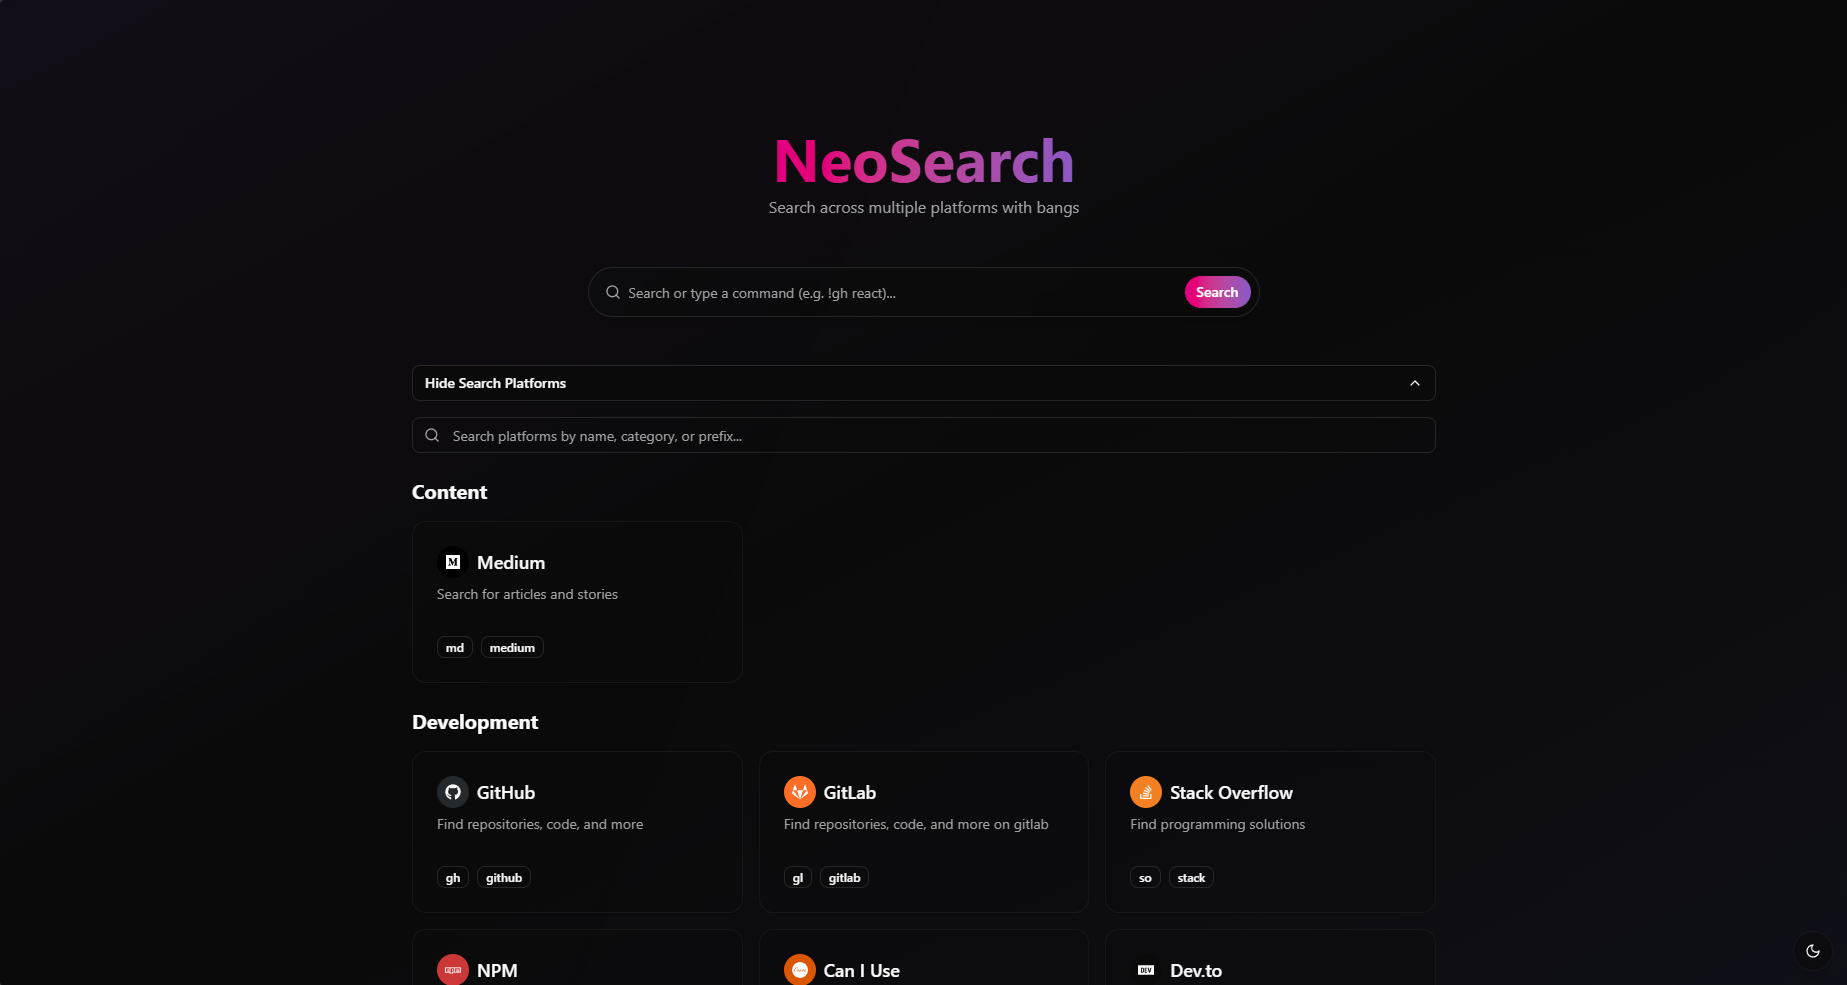 NeoSearch
Search across multiple platforms with bangs
Search or type a command (e.g. !gh react)...
Search
Hide Search Platforms
Search platforms by name, category, or prefix...
Content
M
Medium
Search for articles and stories
md
medium
Development
GitHub
Find repositories, code, and more
gh
github
GitLab
Find repositories, code, and more on gitlab
gl
gitlab
Stack Overflow
Find programming solutions
so
stack
npm
NPM
Can I Use
DEV
Dev.to